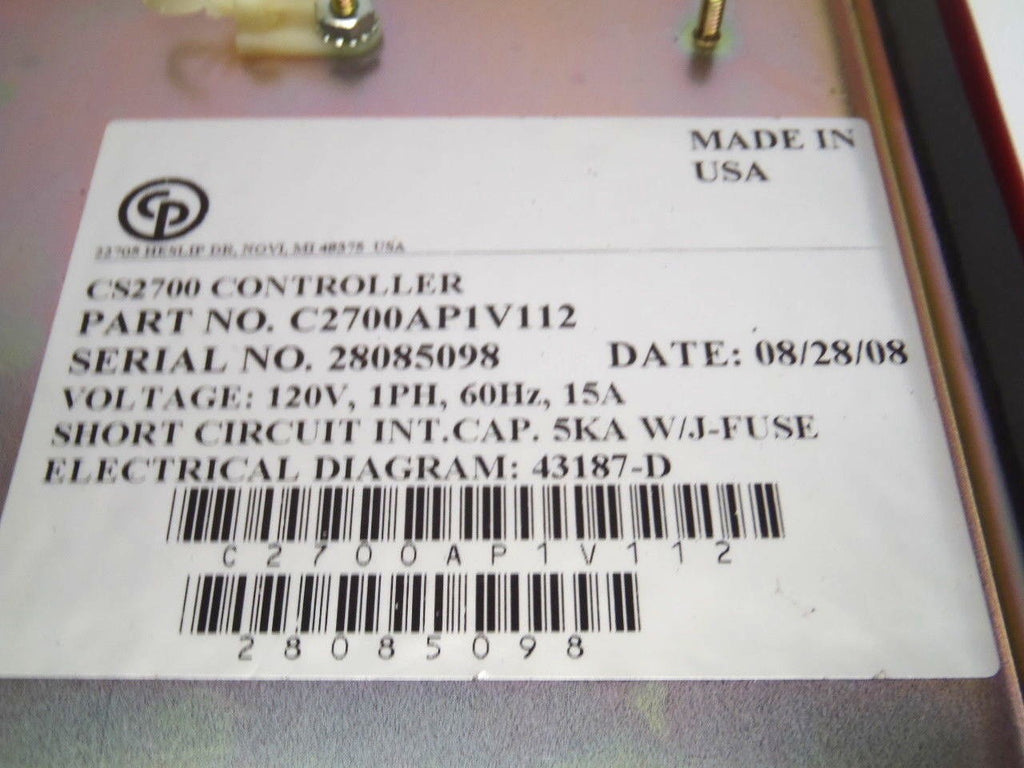 MADE IN
USA
CP
22705 HESLIP DR, NOVI, MI 48375 USA
CS2700 CONTROLLER
PART NO. C2700AP1V112
SERIAL NO. 28085098 DATE: 08/28/08
VOLTAGE: 120V, 1PH, 60Hz, 15A
SHORT CIRCUIT INT.CAP. 5KA W/J-FUSE
ELECTRICAL DIAGRAM: 43187-D
C2700AP1V112
28085098